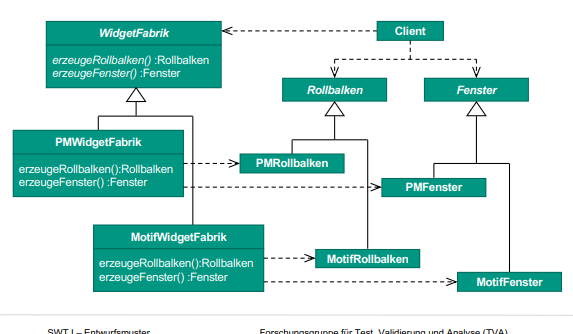 WidgetFabrik
erzeugeRollbalken() :Rollbalken
erzeugeFenster() :Fenster
Client
Rollbalken
Fenster
PMWidgetFabrik
erzeugeRollbalken():Rollbalken
erzeugeFenster() :Fenster
PMRollbalken
PMFenster
MotifWidgetFabrik
erzeugeRollbalken():Rollbalken
erzeugeFenster() :Fenster
MotifRollbalken
MotifFenster
SWT I – Entwurfsmuster
Forschungsgruppe für Test, Validierung und Analyse (TVA)